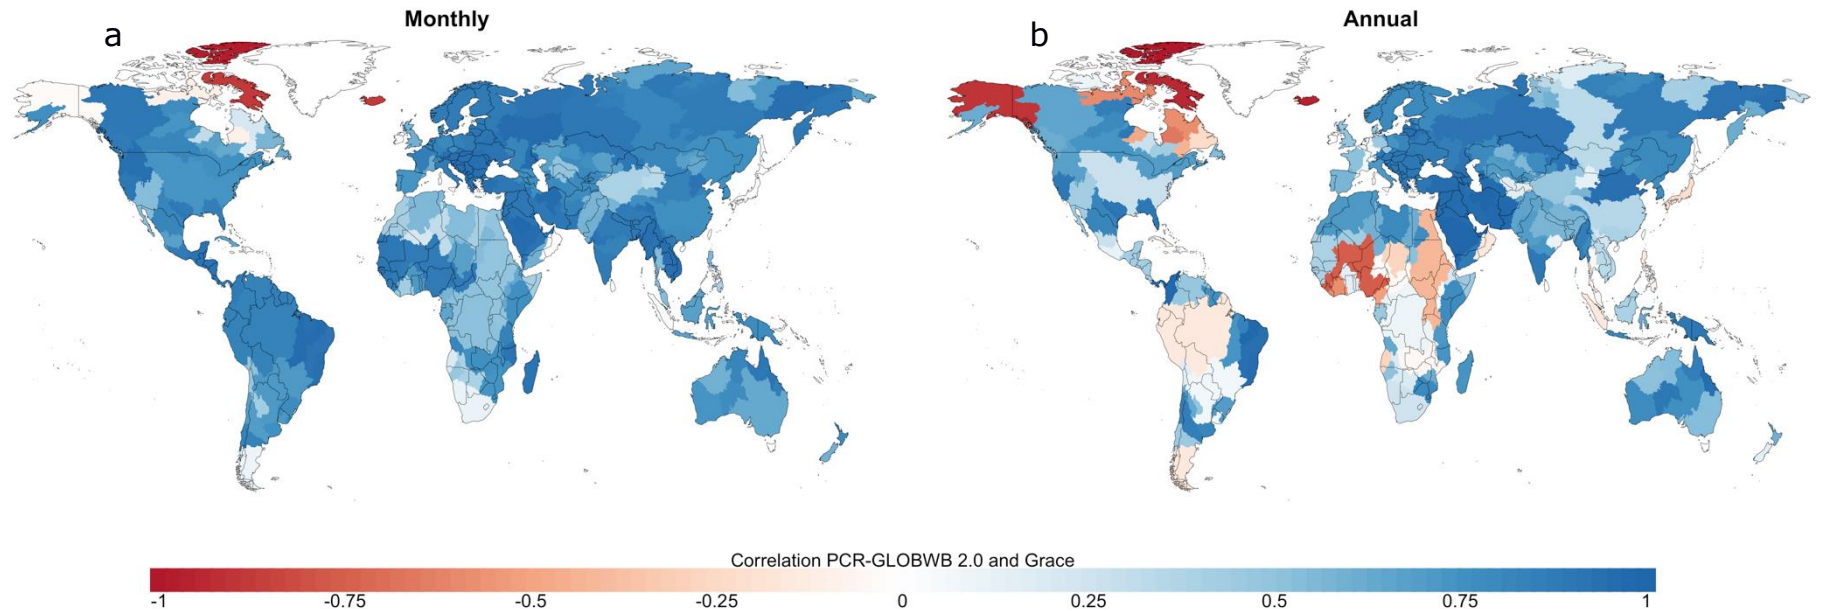 Monthly
Annual
a
b
Correlation PCR-GLOBWB 2.0 and Grace
-1 -0.75 -0.5 -0.25 0 0.25 0.5 0.75 1